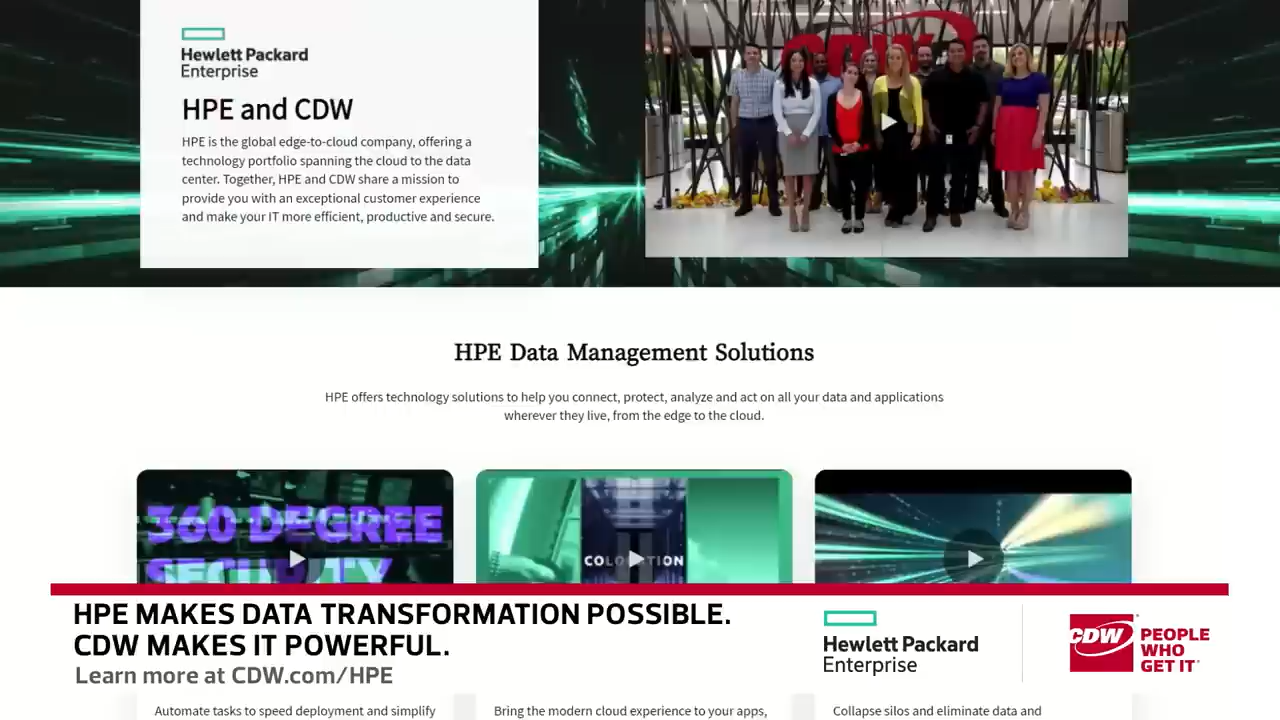 Hewlett Packard
Enterprise
HPE and CDW
HPE is the global edge-to-cloud company, offering a
technology portfolio spanning the cloud to the data
center. Together, HPE and CDW share a mission to
provide you with an exceptional customer experience
and make your IT more efficient, productive and secure.
CDW
HPE Data Management Solutions
HPE offers technology solutions to help you connect, protect, analyze and act on all your data and applications
wherever they live, from the edge to the cloud.
360 DEGREE
SECURITY
COLOCATION
HPE MAKES DATA TRANSFORMATION POSSIBLE.
CDW MAKES IT POWERFUL.
Learn more at CDW.com/HPE
Hewlett Packard
Enterprise
CDW
PEOPLE
WHO
GET IT
Automate tasks to speed deployment and simplify
Bring the modern cloud experience to your apps,
Collapse silos and eliminate data and